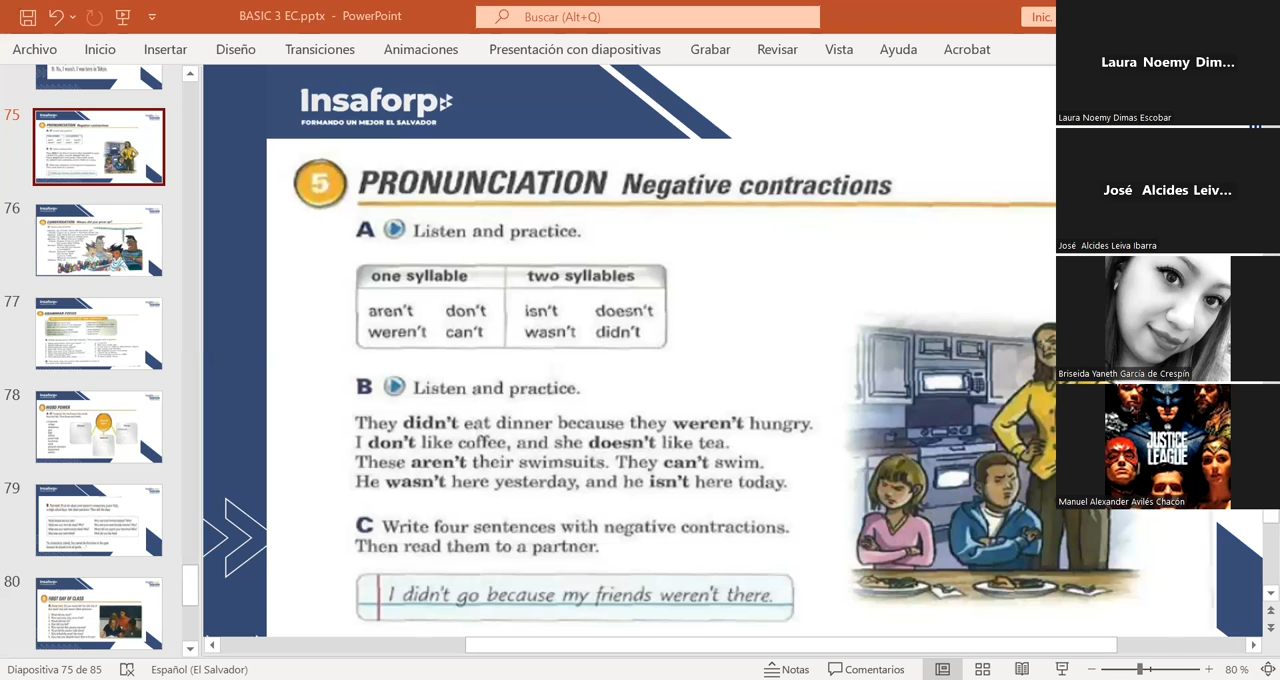 BASIC 3 EC.pptx - PowerPoint
Buscar (Alt+Q)
Inic.
Archivo Inicio Insertar Diseño Transiciones Animaciones Presentación con diapositivas Grabar Revisar Vista Ayuda Acrobat
75
76
77
78
79
80
Insaforp
FORMANDO UN MEJOR EL SALVADOR
5 PRONUNCIATION Negative contractions
A Listen and practice.
one syllable two syllables
aren't don't isn't doesn't
weren't can't wasn't didn't
B Listen and practice.
They didn't eat dinner because they weren't hungry.
I don't like coffee, and she doesn't like tea.
These aren't their swimsuits. They can't swim.
He wasn't here yesterday, and he isn't here today.
C Write four sentences with negative contractions.
Then read them to a partner.
I didn't go because my friends weren't there.
Laura Noemy Dim...
Laura Noemy Dimas Escobar
José Alcides Leiv...
José Alcides Leiva Ibarra
Briseida Yaneth García de Crespín
JUSTICE
LEAGUE
Manuel Alexander Avilés Chacón
Diapositiva 75 de 85 Español (El Salvador) Notas Comentarios 80 %